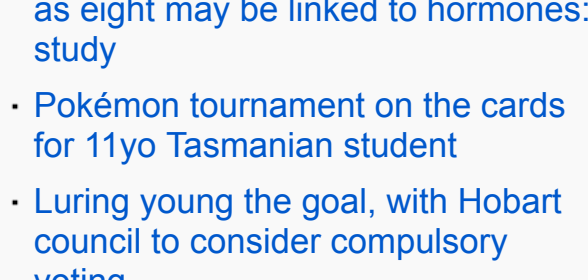 as eight may be linked to hormones:
study
· Pokémon tournament on the cards
for 11yo Tasmanian student
· Luring young the goal, with Hobart
council to consider compulsory
voting